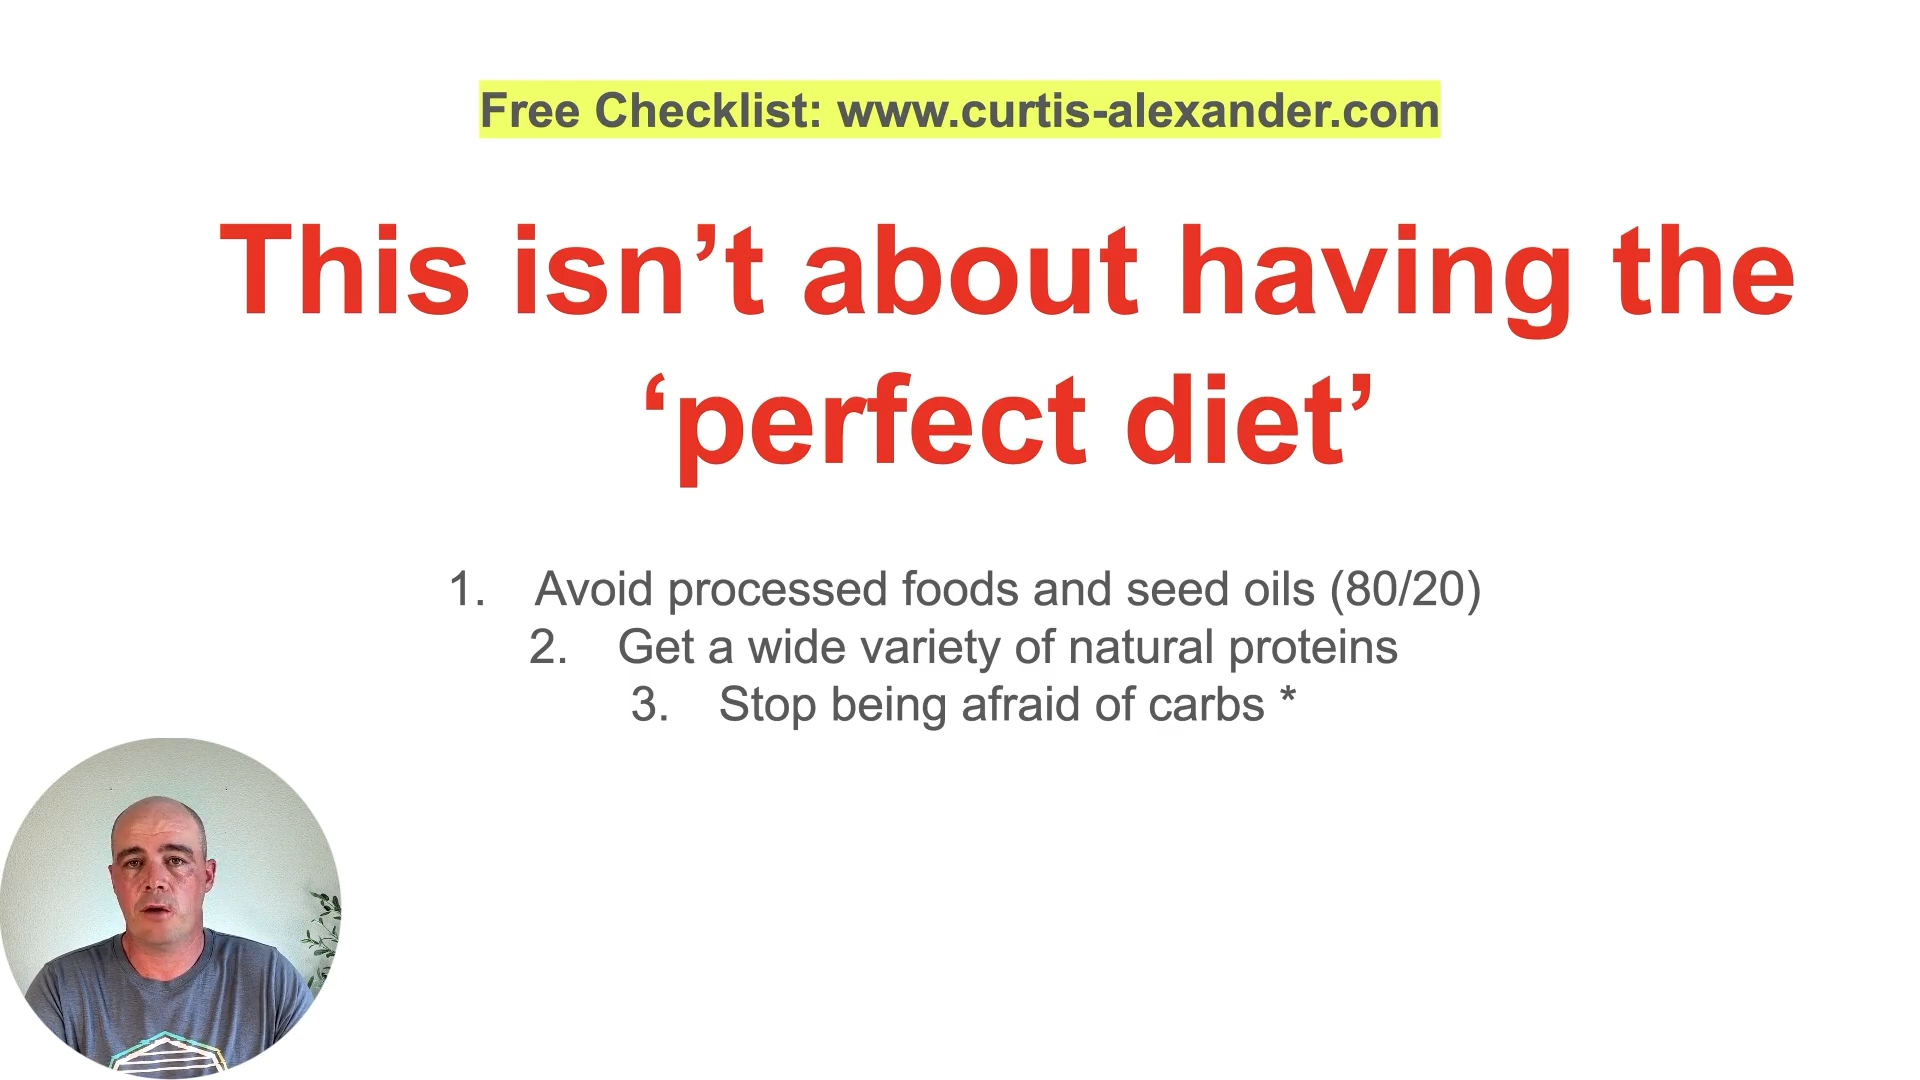 Free Checklist: www.curtis-alexander.com
This isn’t about having the
‘perfect diet’
1. Avoid processed foods and seed oils (80/20)
2. Get a wide variety of natural proteins
3. Stop being afraid of carbs *